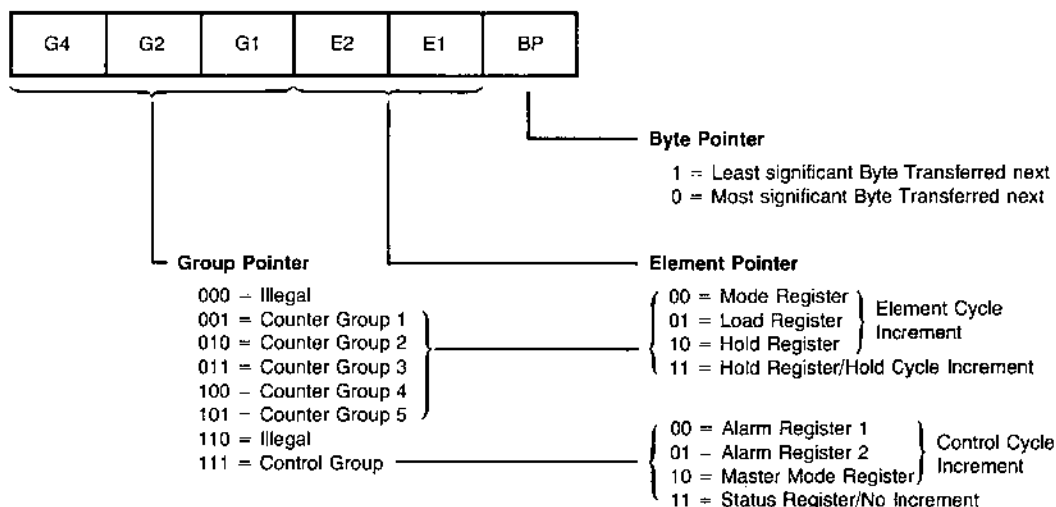 G4 G2 G1 E2 E1 BP
Byte Pointer
1 = Least significant Byte Transferred next
0 = Most significant Byte Transferred next
Group Pointer
000 – Illegal
001 = Counter Group 1
010 = Counter Group 2
011 = Counter Group 3
100 – Counter Group 4
101 – Counter Group 5
110 = Illegal
111 = Control Group
Element Pointer
00 = Mode Register
01 = Load Register
10 = Hold Register
Element Cycle
Increment
11 = Hold Register/Hold Cycle Increment
00 = Alarm Register 1
01 – Alarm Register 2
10 = Master Mode Register
Control Cycle
Increment
11 = Status Register/No Increment